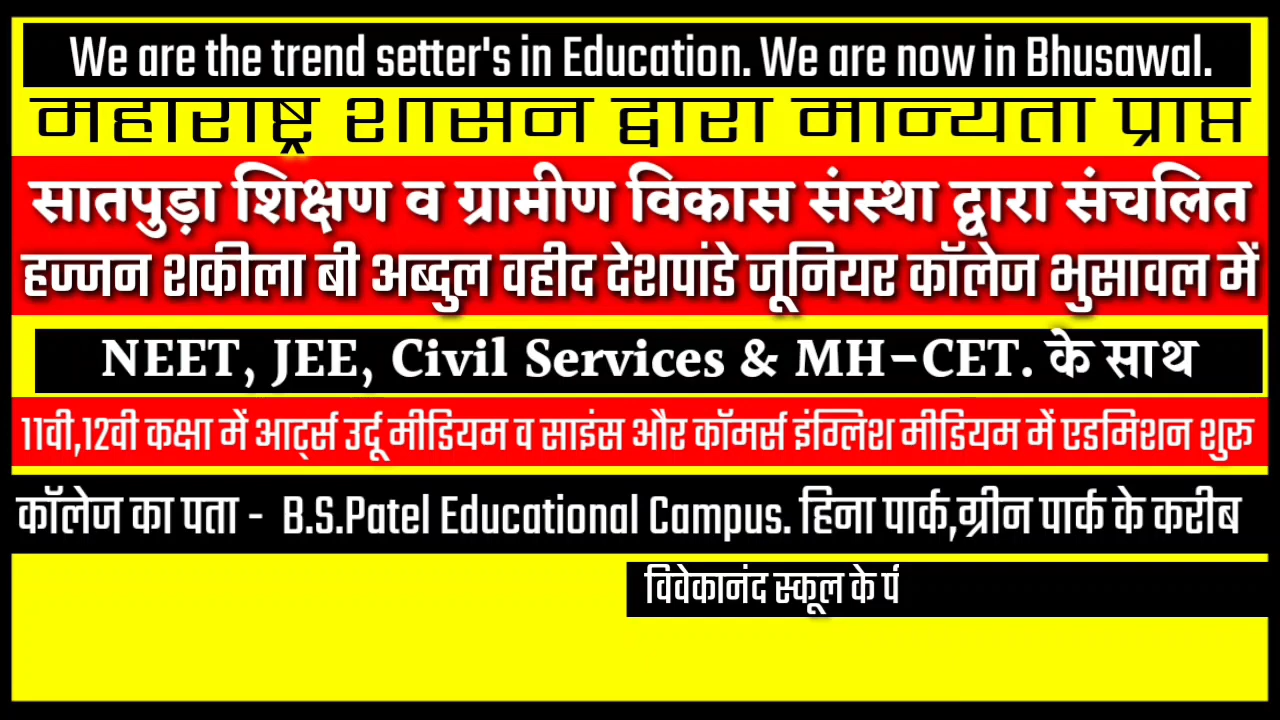 We are the trend setter's in Education. We are now in Bhusawal.
महाराष्ट्र शासन द्वारा मान्यता प्राप्त
सातपुड़ा शिक्षण व ग्रामीण विकास संस्था द्वारा संचलित
हज्जन शकीला बी अब्दुल वहीद देशपांडे जूनियर कॉलेज भुसावल में
NEET, JEE, Civil Services & MH-CET. के साथ
11वी,12वी कक्षा में आर्ट्स उर्दू मीडियम व साइंस और कॉमर्स इंग्लिश मीडियम में एडमिशन शुरू
कॉलेज का पता - B.S.Patel Educational Campus. हिना पार्क,ग्रीन पार्क के करीब
विवेकानंद स्कूल के